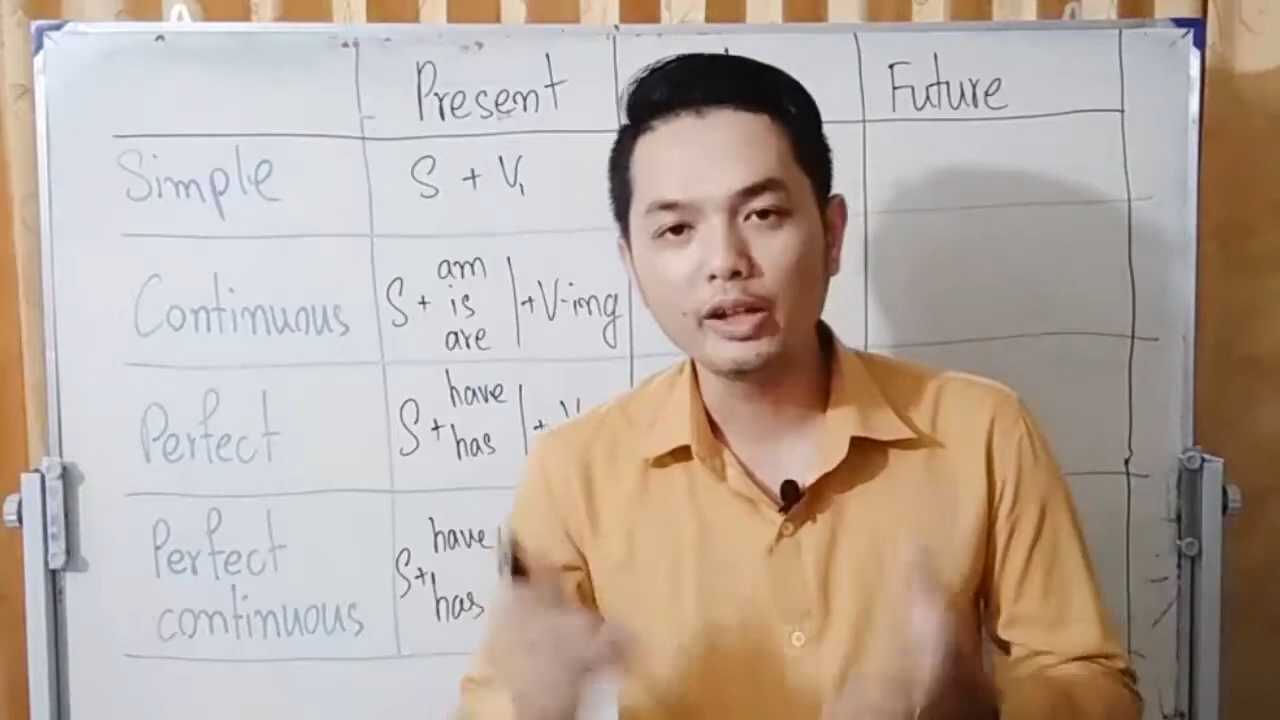 Present Future
Simple S + V₁
Continuous S + am is are | + V-ing
Perfect S + have has | +
Perfect continuous S + have has